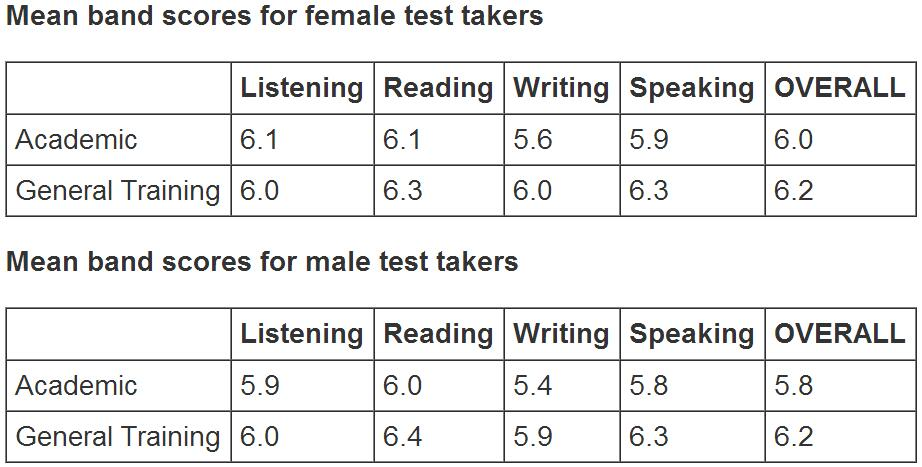 Mean band scores for female test takers
Listening Reading Writing Speaking OVERALL
Academic 6.1 6.1 5.6 5.9 6.0
General Training 6.0 6.3 6.0 6.3 6.2
Mean band scores for male test takers
Listening Reading Writing Speaking OVERALL
Academic 5.9 6.0 5.4 5.8 5.8
General Training 6.0 6.4 5.9 6.3 6.2